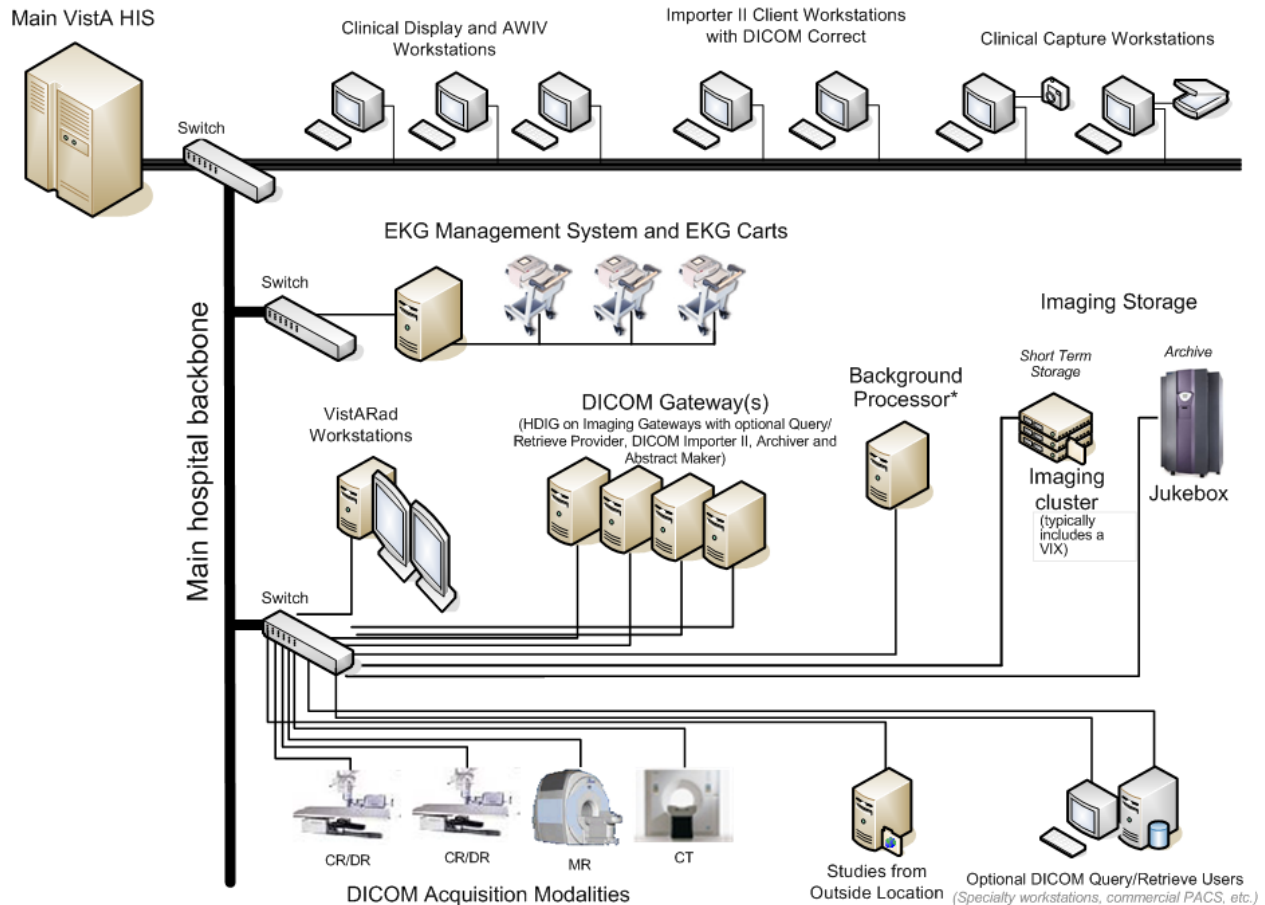 Main VistA HIS
Clinical Display and AWIV
Workstations
Importer II Client Workstations
with DICOM Correct
Clinical Capture Workstations
Switch
EKG Management System and EKG Carts
Switch
Main hospital backbone
Imaging Storage
Short Term
Storage
Archive
VistARad
Workstations
DICOM Gateway(s)
(HDIG on Imaging Gateways with optional Query/
Retrieve Provider, DICOM Importer II, Archiver and
Abstract Maker)
Background
Processor*
Imaging
cluster
(typically
includes a
VIX)
Jukebox
Switch
CR/DR
CR/DR
MR
CT
DICOM Acquisition Modalities
Studies from
Outside Location
Optional DICOM Query/Retrieve Users
(Specialty workstations, commercial PACS, etc.)